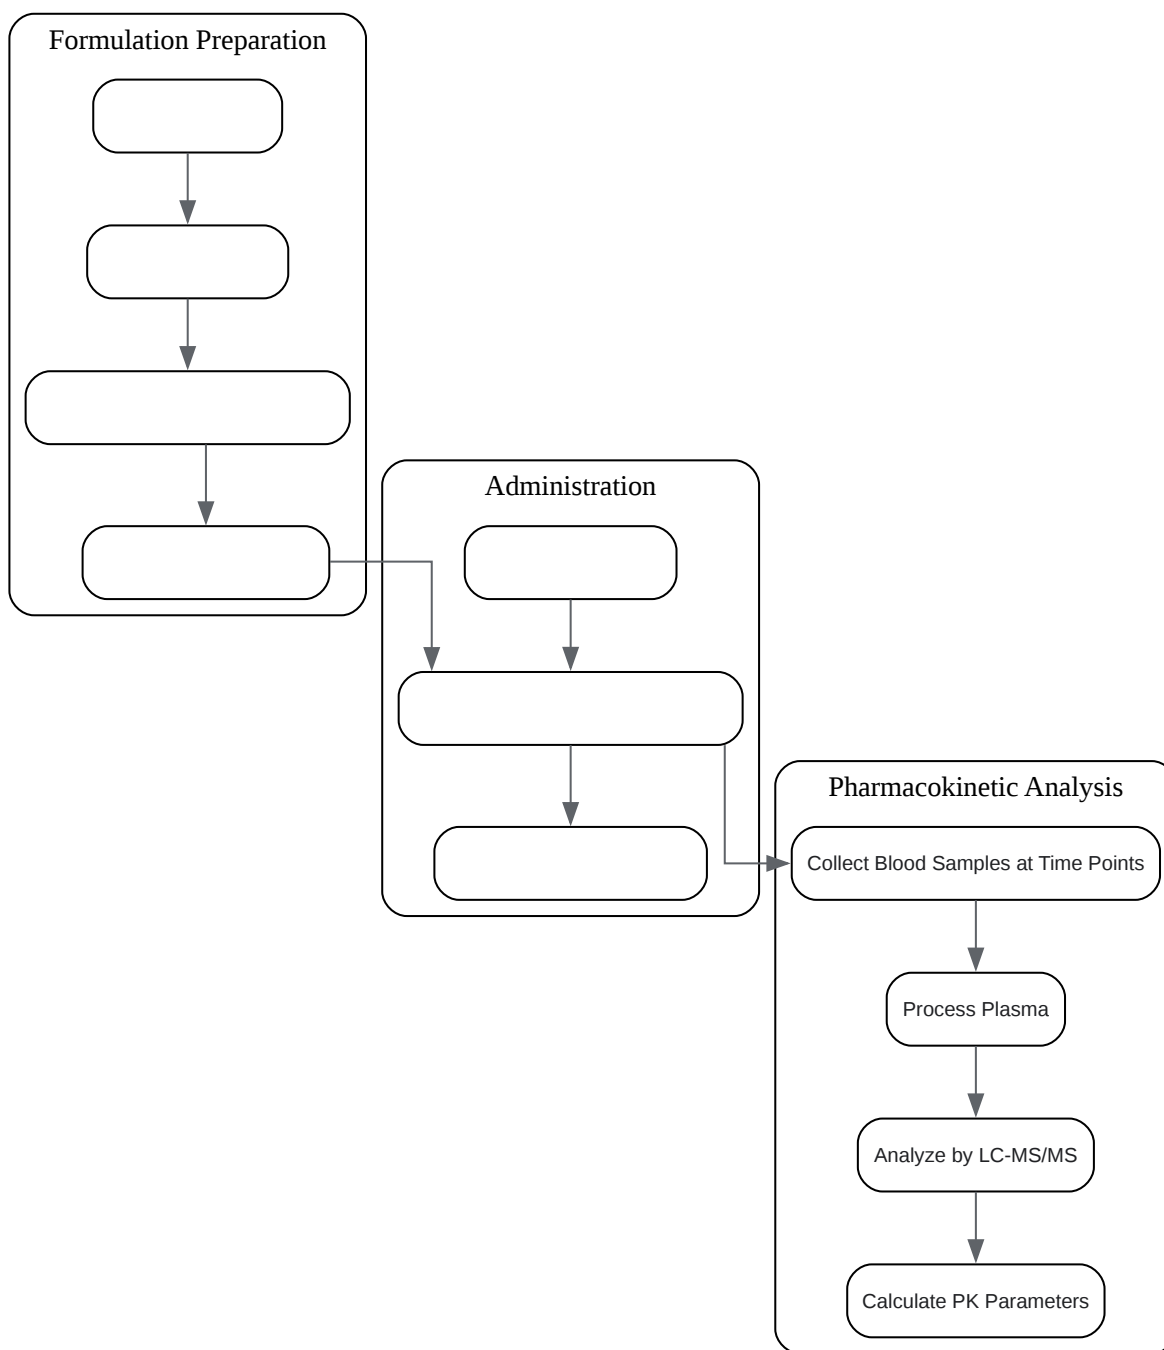 Formulation Preparation
Administration
Pharmacokinetic Analysis
Collect Blood Samples at Time Points
Process Plasma
Analyze by LC-MS/MS
Calculate PK Parameters